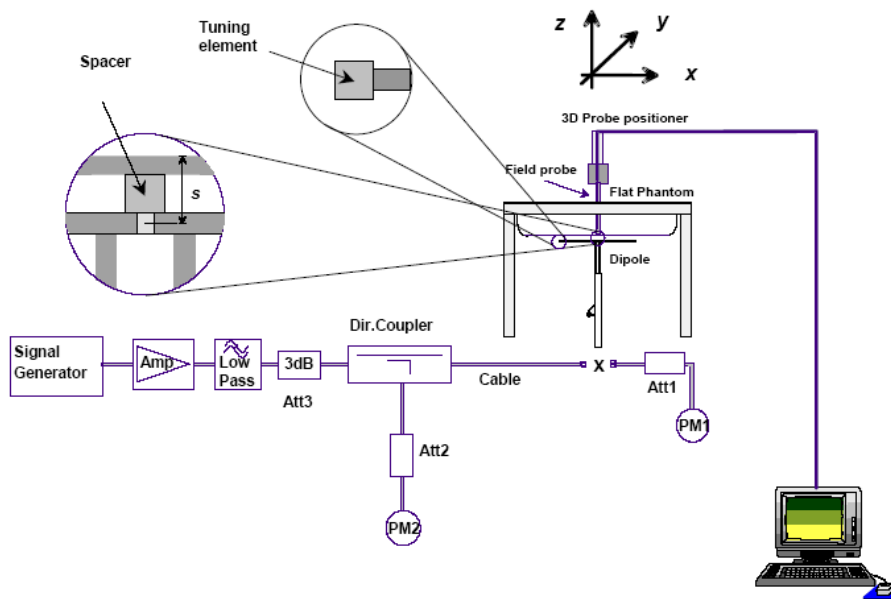 Tuning
element
Spacer
s
z
y
x
3D Probe positioner
Field probe
Flat Phantom
Dipole
Signal
Generator
Amp
Low
Pass
3dB
Att3
Dir.Coupler
Cable
x
Att1
PM1
Att2
PM2